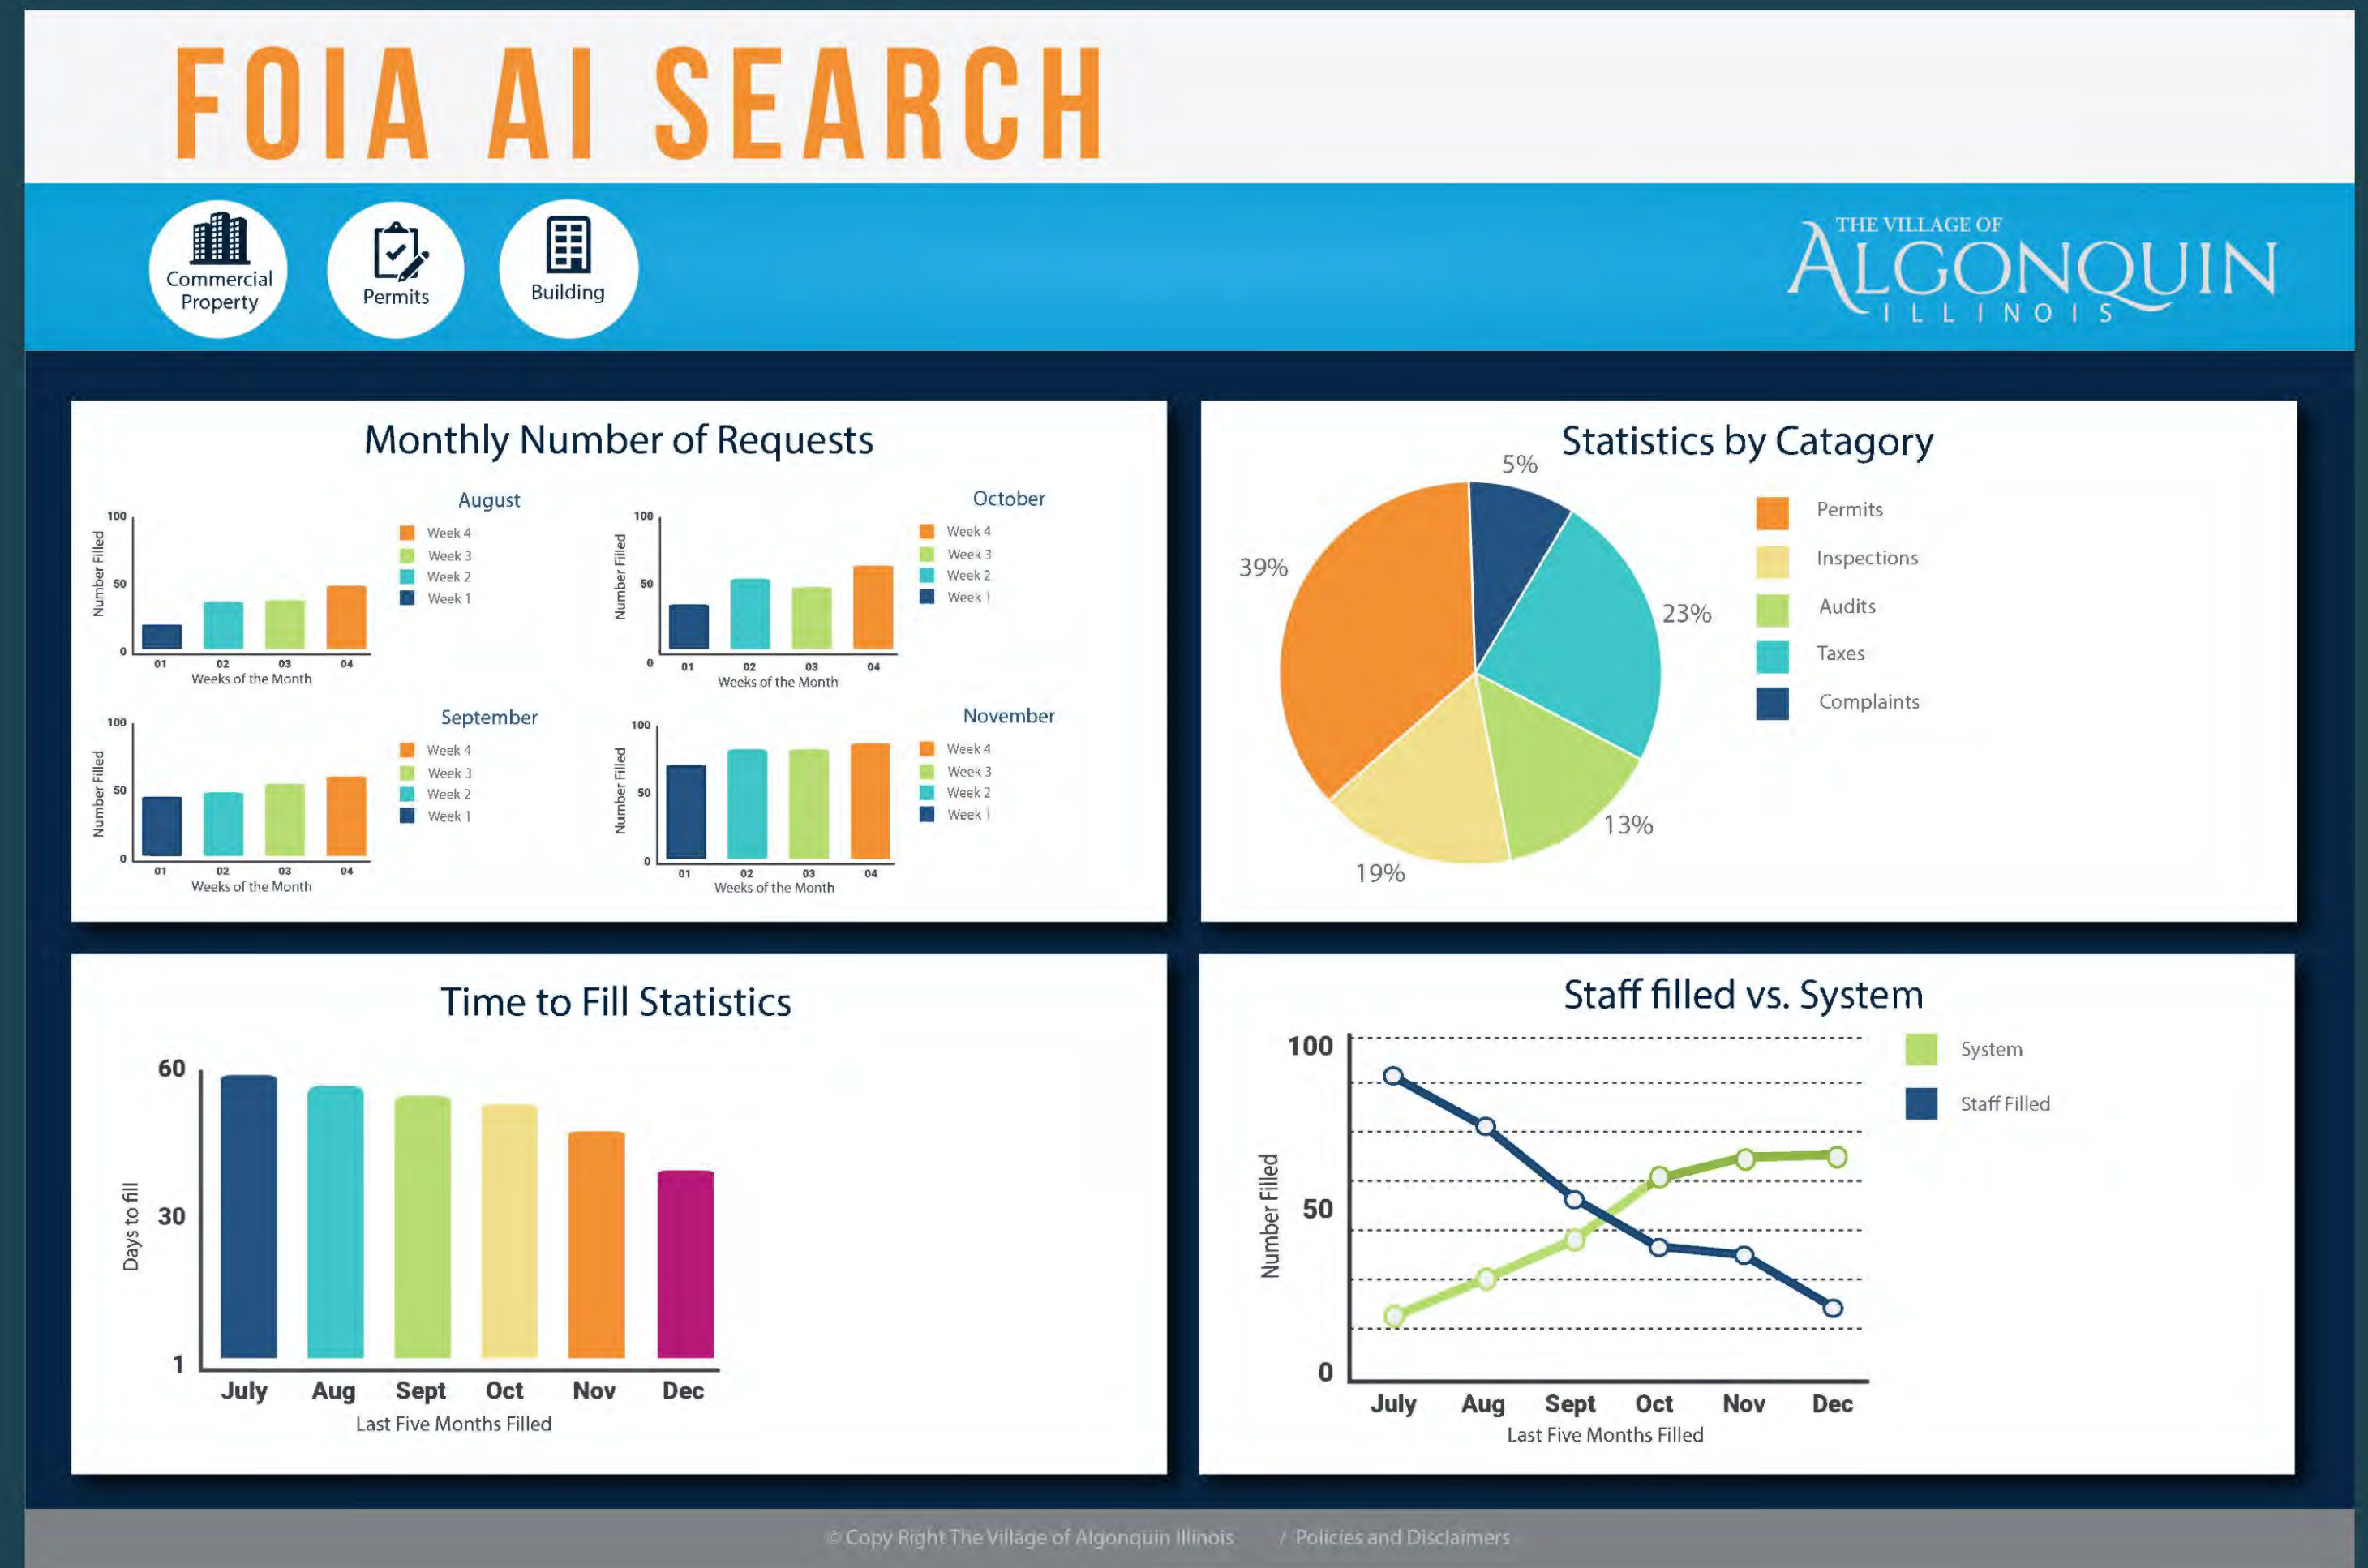 FOIA AI SEARCH
Commercial
Property
Permits
Building
THE VILLAGE OF
ALGONQUIN
ILLINOIS
Monthly Number of Requests
August
100
50
0
Number Filled
01 02 03 04
Weeks of the Month
Week 4
Week 3
Week 2
Week 1
October
100
50
0
Number Filled
01 02 03 04
Weeks of the Month
Week 4
Week 3
Week 2
Week 1
September
100
50
0
Number Filled
01 02 03 04
Weeks of the Month
Week 4
Week 3
Week 2
Week 1
November
100
50
0
Number Filled
01 02 03 04
Weeks of the Month
Week 4
Week 3
Week 2
Week 1
Statistics by Catagory
5%
39%
23%
13%
19%
Permits
Inspections
Audits
Taxes
Complaints
Time to Fill Statistics
60
30
1
Days to fill
July Aug Sept Oct Nov Dec
Last Five Months Filled
Staff filled vs. System
100
50
0
Number Filled
July Aug Sept Oct Nov Dec
Last Five Months Filled
System
Staff Filled
© Copy Right The Village of Algonquin Illinois / Policies and Disclaimers